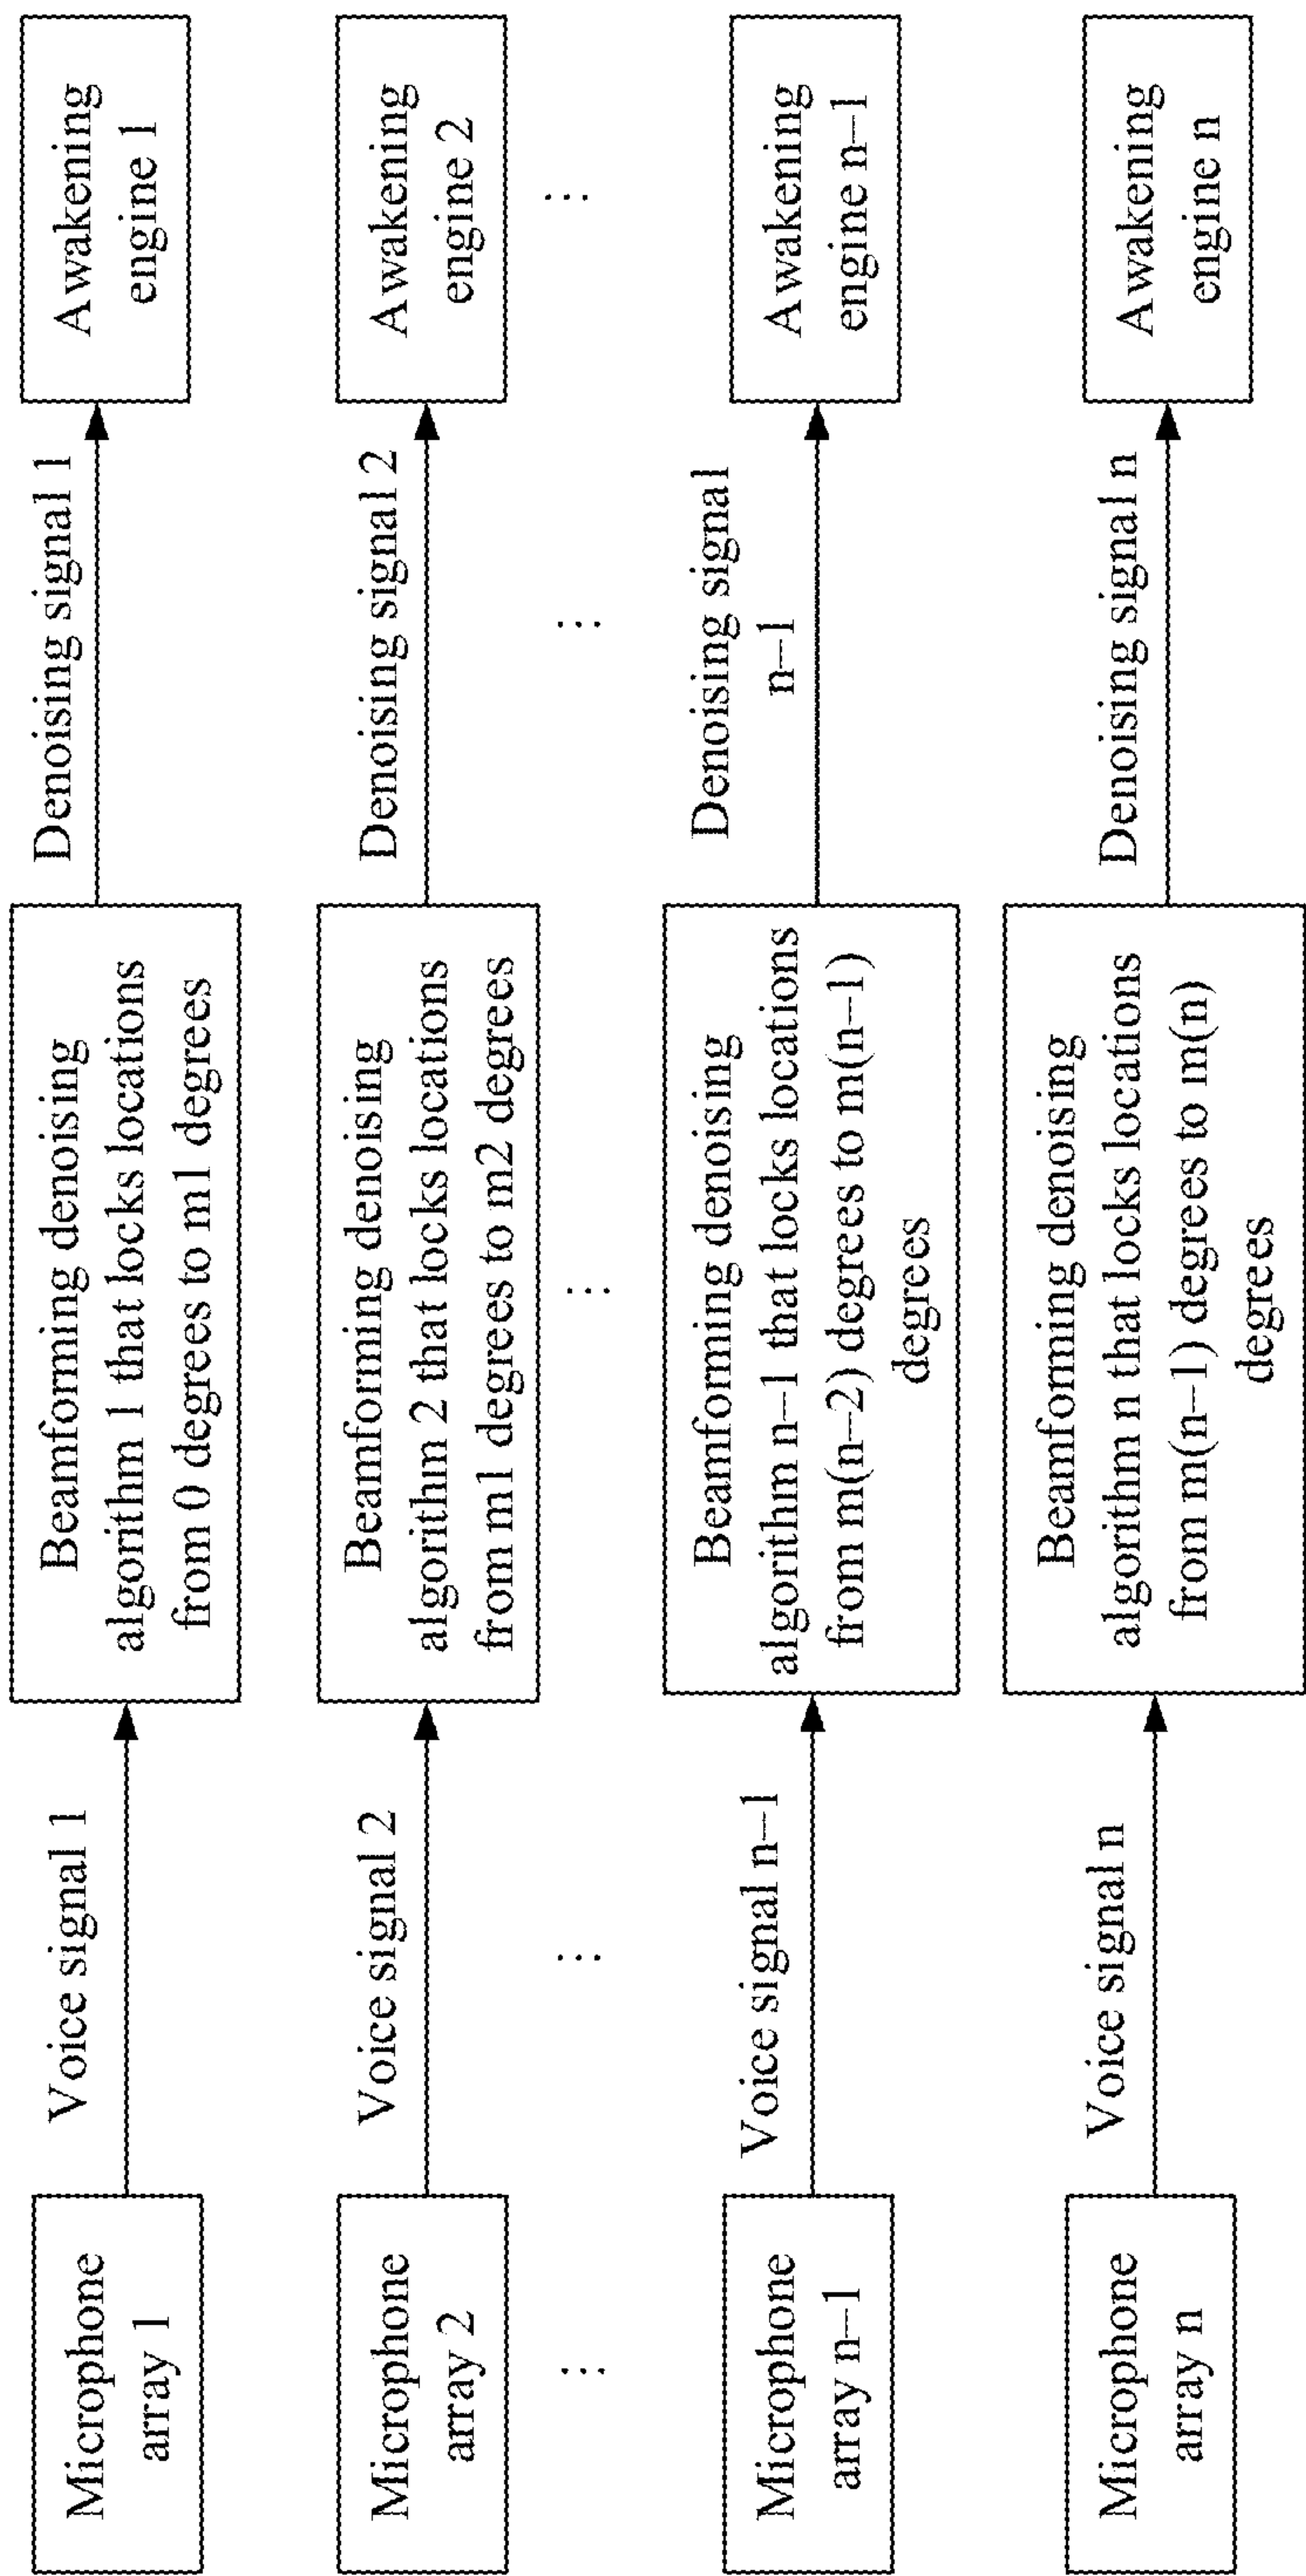 Microphone
array 1
Voice signal 1
Beamforming denoising
algorithm 1 that locks locations
from 0 degrees to m1 degrees
Denoising signal 1
Awakening
engine 1
Microphone
array 2
Voice signal 2
Beamforming denoising
algorithm 2 that locks locations
from m1 degrees to m2 degrees
Denoising signal 2
Awakening
engine 2
...
...
...
...
...
Microphone
array n–1
Voice signal n–1
Beamforming denoising
algorithm n–1 that locks locations
from m(n–2) degrees to m(n–1)
degrees
Denoising signal
n–1
Awakening
engine n–1
Microphone
array n
Voice signal n
Beamforming denoising
algorithm n that locks locations
from m(n–1) degrees to m(n)
degrees
Denoising signal n
Awakening
engine n